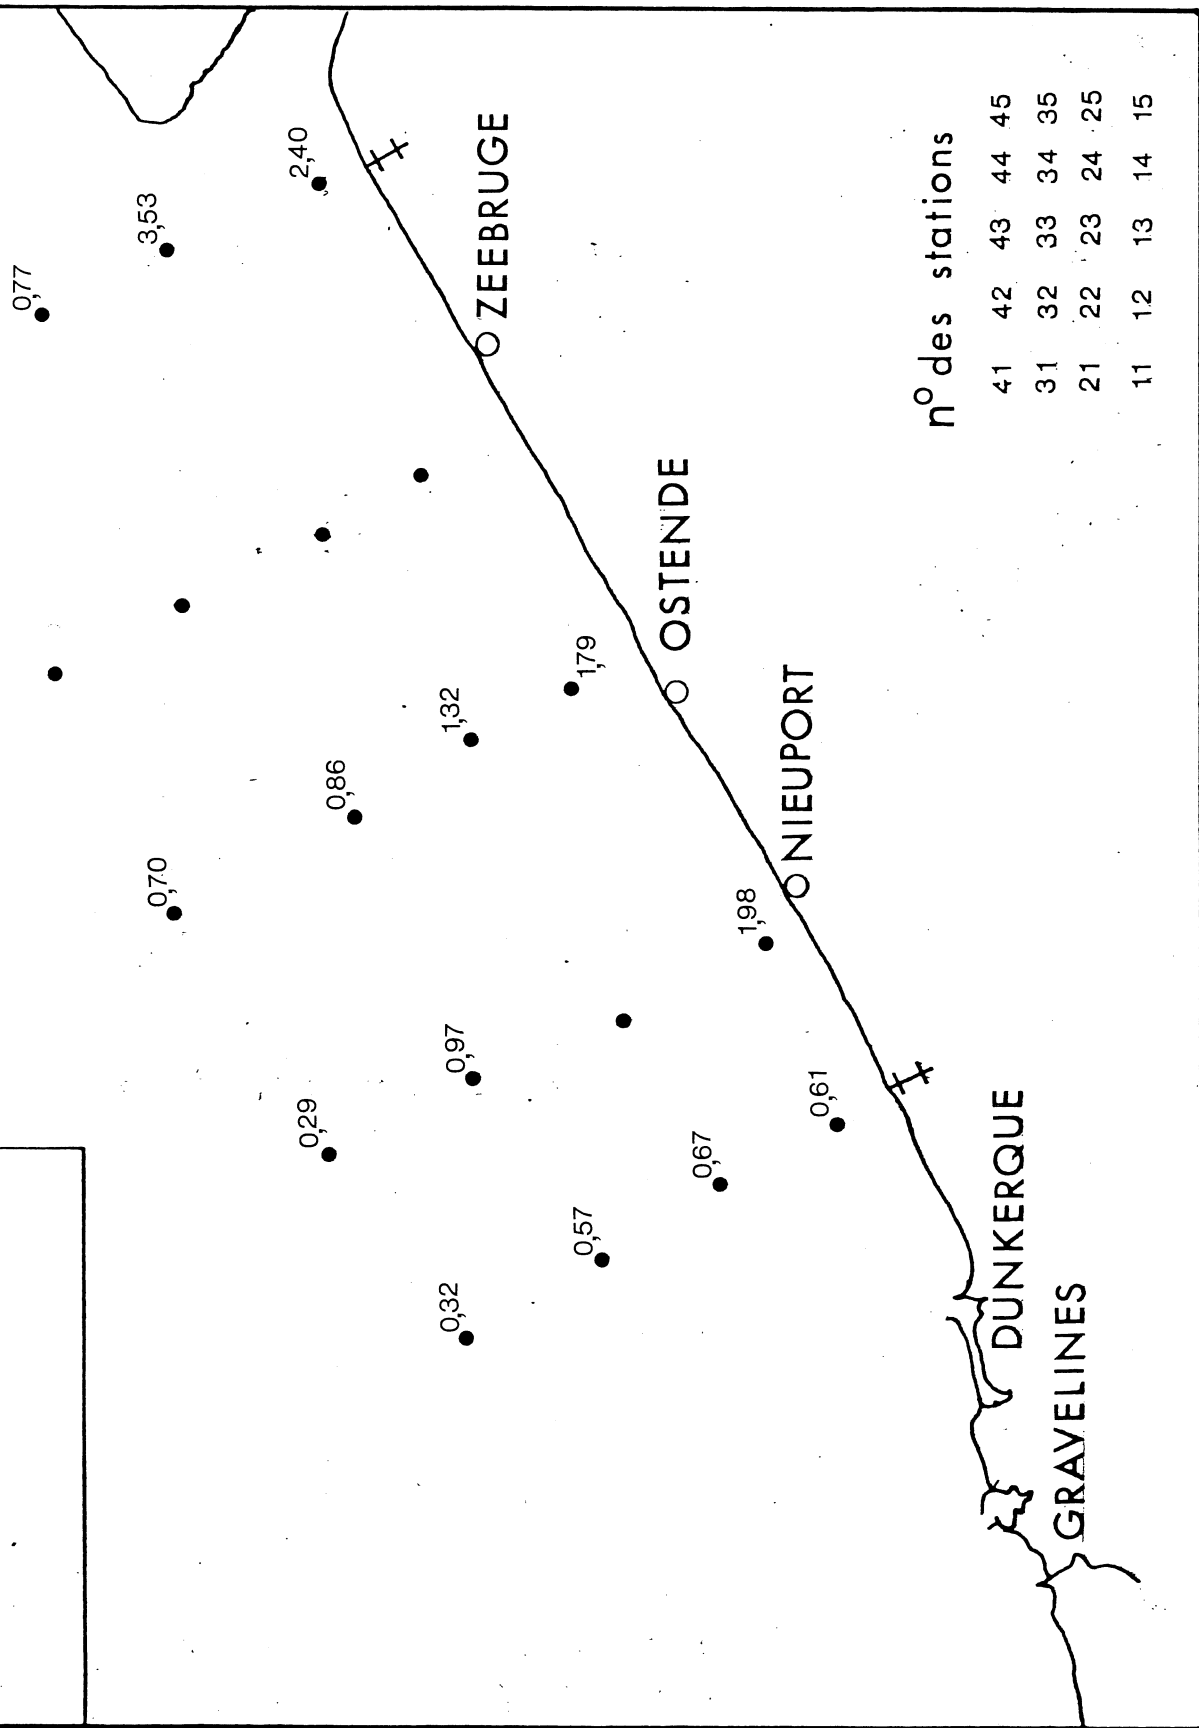 0,77
3,53
2,40
ZEEBRUGE
0,70
0,86
1,32
1,79
OSTENDE
0,29
0,97
1,98
NIEUPORT
0,32
0,57
0,67
0,61
DUNKERQUE
GRAVELINES
n° des stations
41 42 43 44 45
31 32 33 34 35
21 22 23 24 25
11 12 13 14 15